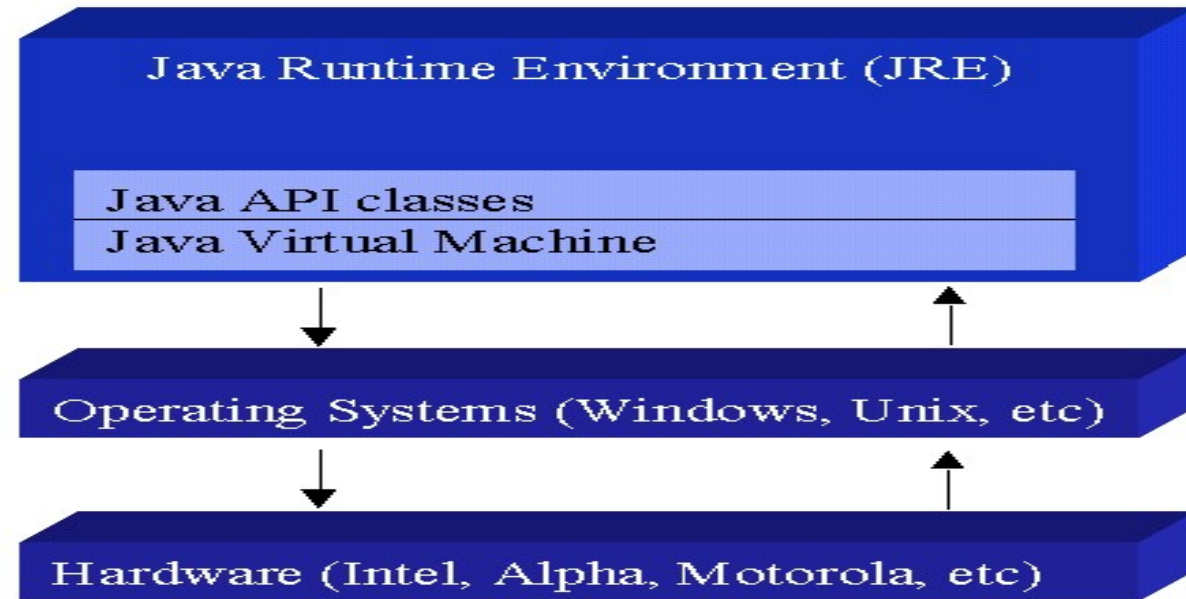 Java Runtime Environment (JRE)
Java API classes
Java Virtual Machine
Operating Systems (Windows, Unix, etc)
Hardware (Intel, Alpha, Motorola, etc)